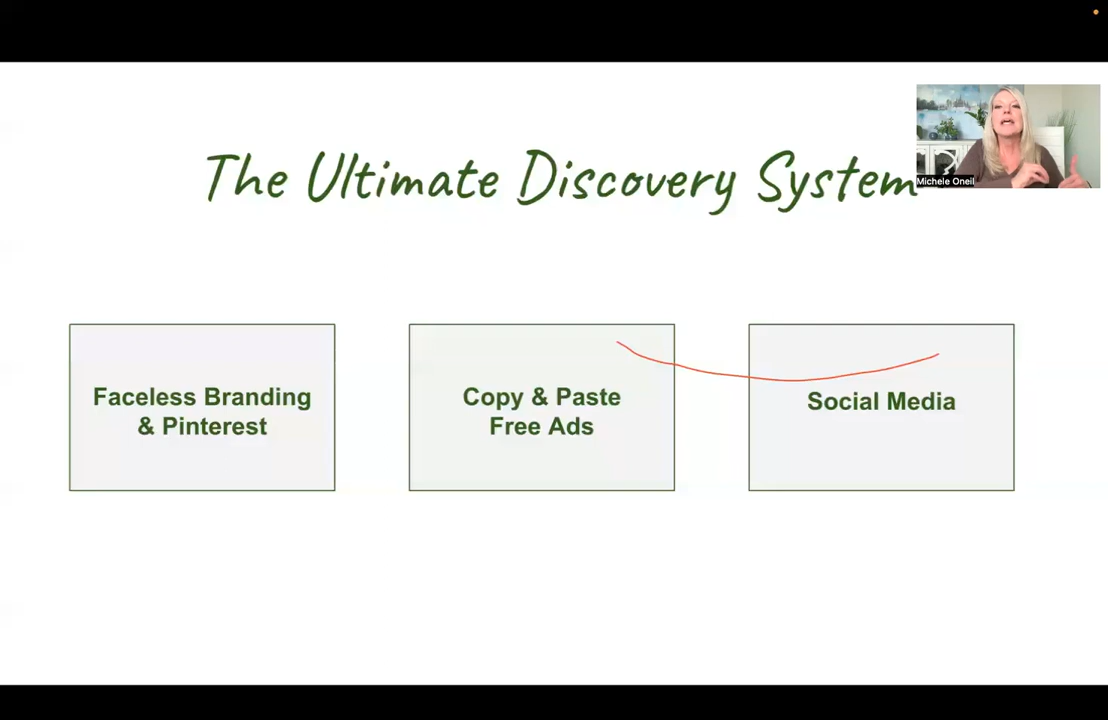 The Ultimate Discovery System
Michele Oneil
Faceless Branding
& Pinterest
Copy & Paste
Free Ads
Social Media